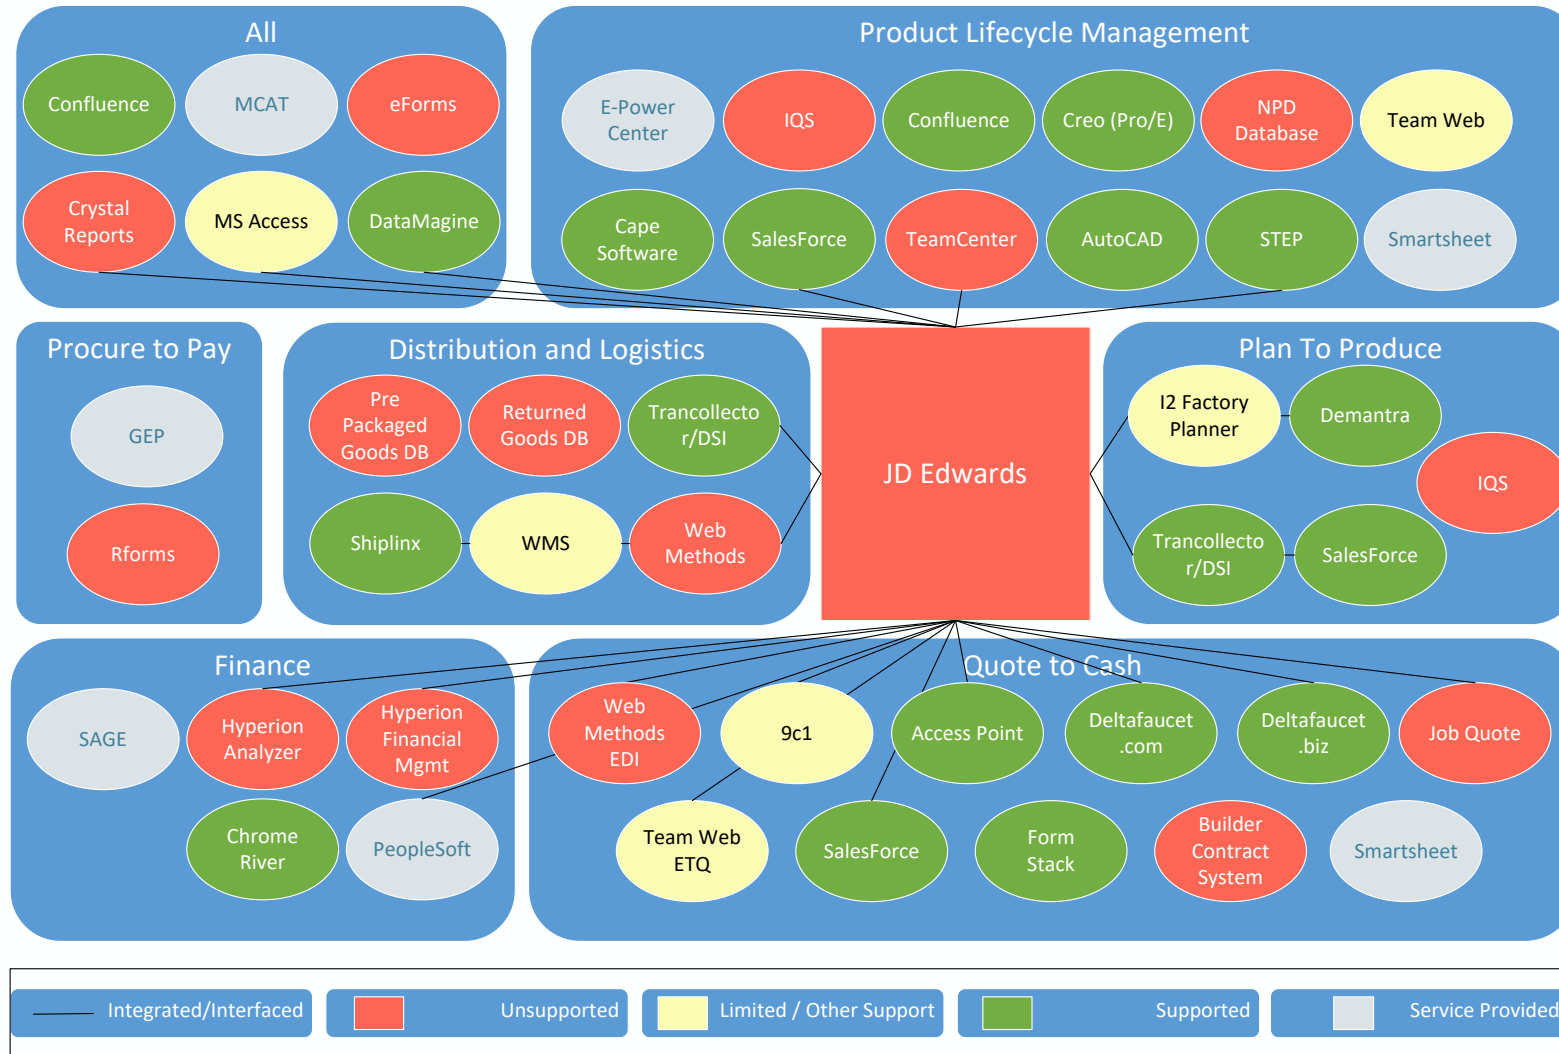 All
Confluence
MCAT
eForms
Crystal
Reports
MS Access
DataMagine
Product Lifecycle Management
E-Power
Center
IQS
Confluence
Creo (Pro/E)
NPD
Database
Team Web
Cape
Software
SalesForce
TeamCenter
AutoCAD
STEP
Smartsheet
Procure to Pay
GEP
Rforms
Distribution and Logistics
Pre
Packaged
Goods DB
Returned
Goods DB
Trancollecto
r/DSI
Shiplinx
WMS
Web
Methods
JD Edwards
Plan To Produce
I2 Factory
Planner
Demantra
IQS
Trancollecto
r/DSI
SalesForce
Finance
SAGE
Hyperion
Analyzer
Hyperion
Financial
Mgmt
Chrome
River
PeopleSoft
Quote to Cash
Web
Methods
EDI
9c1
Access Point
Deltafaucet
.com
Deltafaucet
.biz
Job Quote
Team Web
ETQ
SalesForce
Form
Stack
Builder
Contract
System
Smartsheet
Integrated/Interfaced
Unsupported
Limited / Other Support
Supported
Service Provided